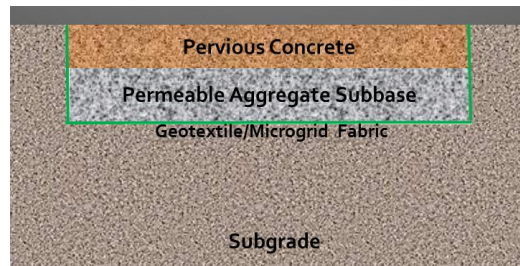 Pervious Concrete
Permeable Aggregate Subbase
Geotextile/Microgrid Fabric
Subgrade